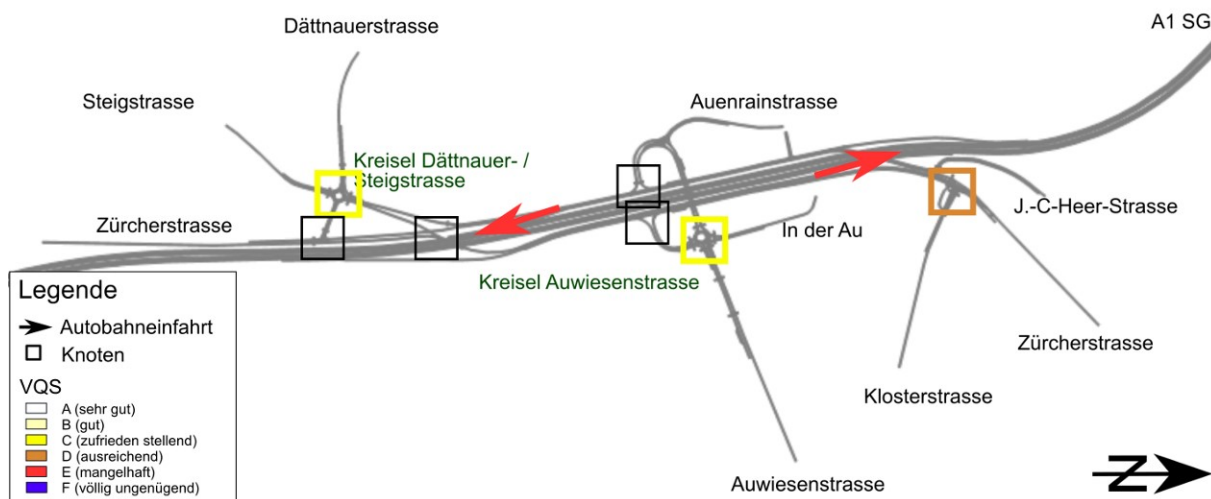 Dättnauerstrasse
A1 SG
Steigstrasse
Auenrainstrasse
Kreisel Dättnauer- /
Steigstrasse
Zürcherstrasse
J.-C-Heer-Strasse
In der Au
Kreisel Auwiesenstrasse
Zürcherstrasse
Klosterstrasse
Auwiesenstrasse
Legende
Autobahneinfahrt
Knoten
VQS
A (sehr gut)
B (gut)
C (zufrieden stellend)
D (ausreichend)
E (mangelhaft)
F (völlig ungenügend)
N